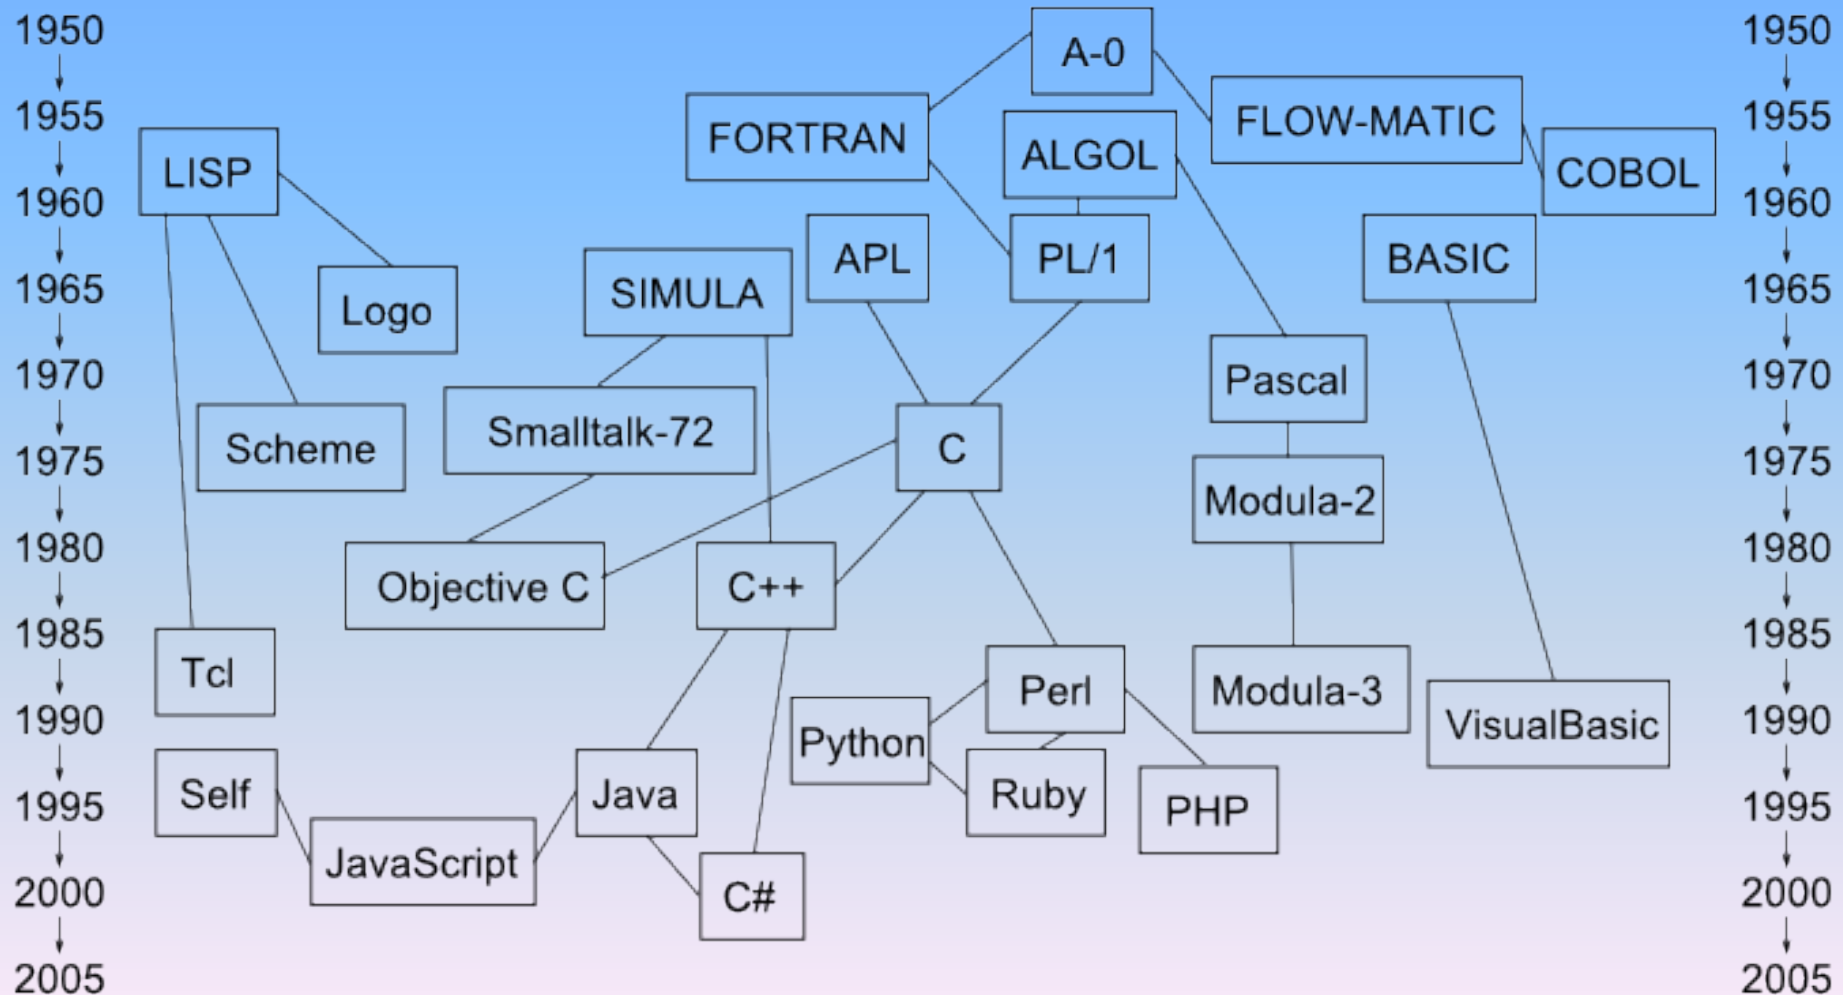 1950
A-0
1950
1955
FORTRAN
ALGOL
FLOW-MATIC
1955
LISP
COBOL
1960
1960
APL
PL/1
BASIC
SIMULA
1965
Logo
1965
1970
Pascal
1970
Scheme
Smalltalk-72
C
1975
1975
Modula-2
1980
1980
Objective C
C++
1985
1985
Tcl
Perl
Modula-3
1990
Python
VisualBasic
1990
Self
Java
Ruby
PHP
1995
1995
JavaScript
2000
C#
2000
2005
2005